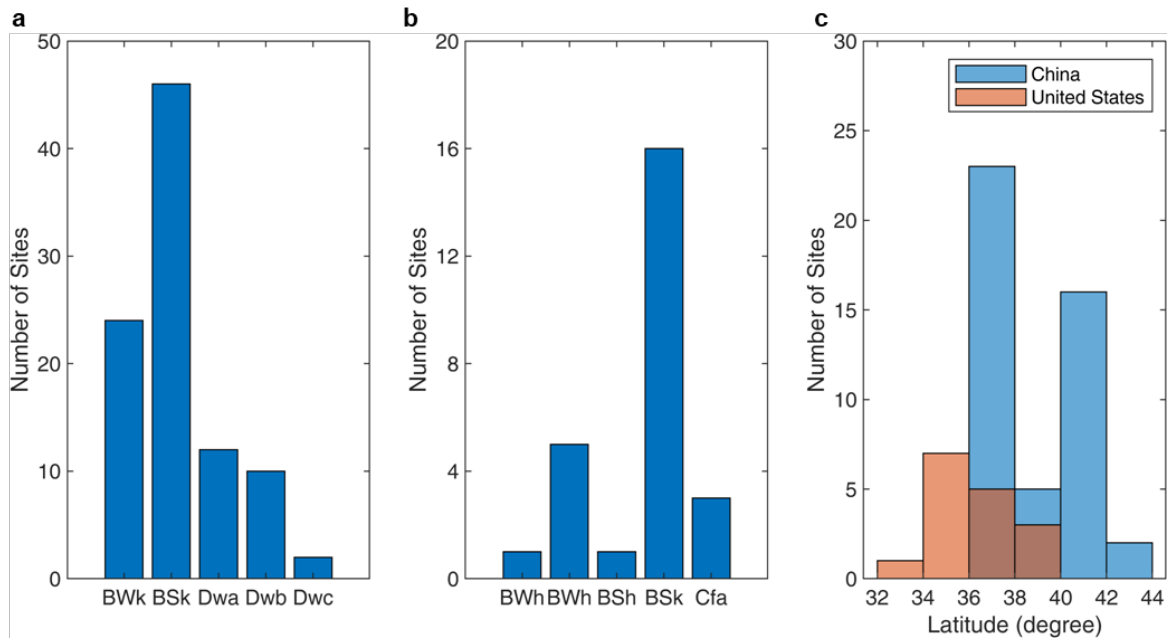 a
50
40
30
20
10
0
Number of Sites
BWk BSk Dwa Dwb Dwc
b
20
16
12
8
4
0
Number of Sites
BWh BWh BSh BSk Cfa
c
30
25
20
15
10
5
0
Number of Sites
China
United States
32 34 36 38 40 42 44
Latitude (degree)